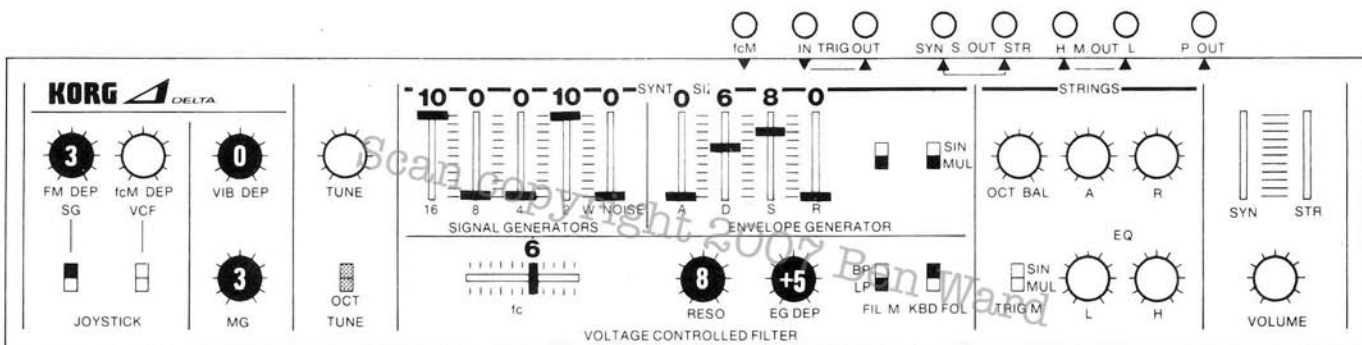 fcM IN TRIG OUT SYN S. OUT STR H M. OUT L P OUT
KORG DELTA
SYNT SIZ
STRINGS
10 0 0 10 0 0 6 8 0
3 0
SIN
MUL
FM DEP fcM DEP VIB DEP TUNE OCT BAL A R
SG VCF
16 8 4 2 W NOISE A D S R
SYN STR
SIGNAL GENERATORS ENVELOPE GENERATOR
EQ
6
3 8 +5
BP
LP
SIN
MUL
OCT
fc RESO EG DEP FIL M KBD FOL TRIG M L H
JOYSTICK MG TUNE VOLUME
VOLTAGE CONTROLLED FILTER
Scan copyright 2007 Ben Ward